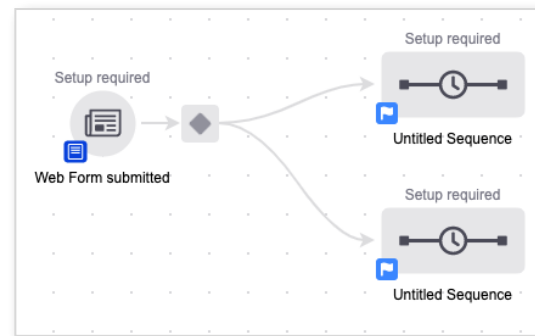 Setup required
Setup required
Web Form submitted
Untitled Sequence
Setup required
Untitled Sequence